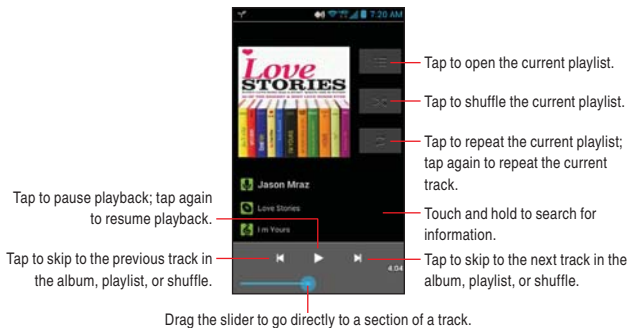 7:20 AM
Love
STORIES
Tap to open the current playlist.
Tap to shuffle the current playlist.
Tap to repeat the current playlist;
tap again to repeat the current
track.
Jason Mraz
Love Stories
I m Yours
Touch and hold to search for
information.
Tap to pause playback; tap again
to resume playback.
Tap to skip to the previous track in
the album, playlist, or shuffle.
Tap to skip to the next track in the
album, playlist, or shuffle.
4:04
Drag the slider to go directly to a section of a track.